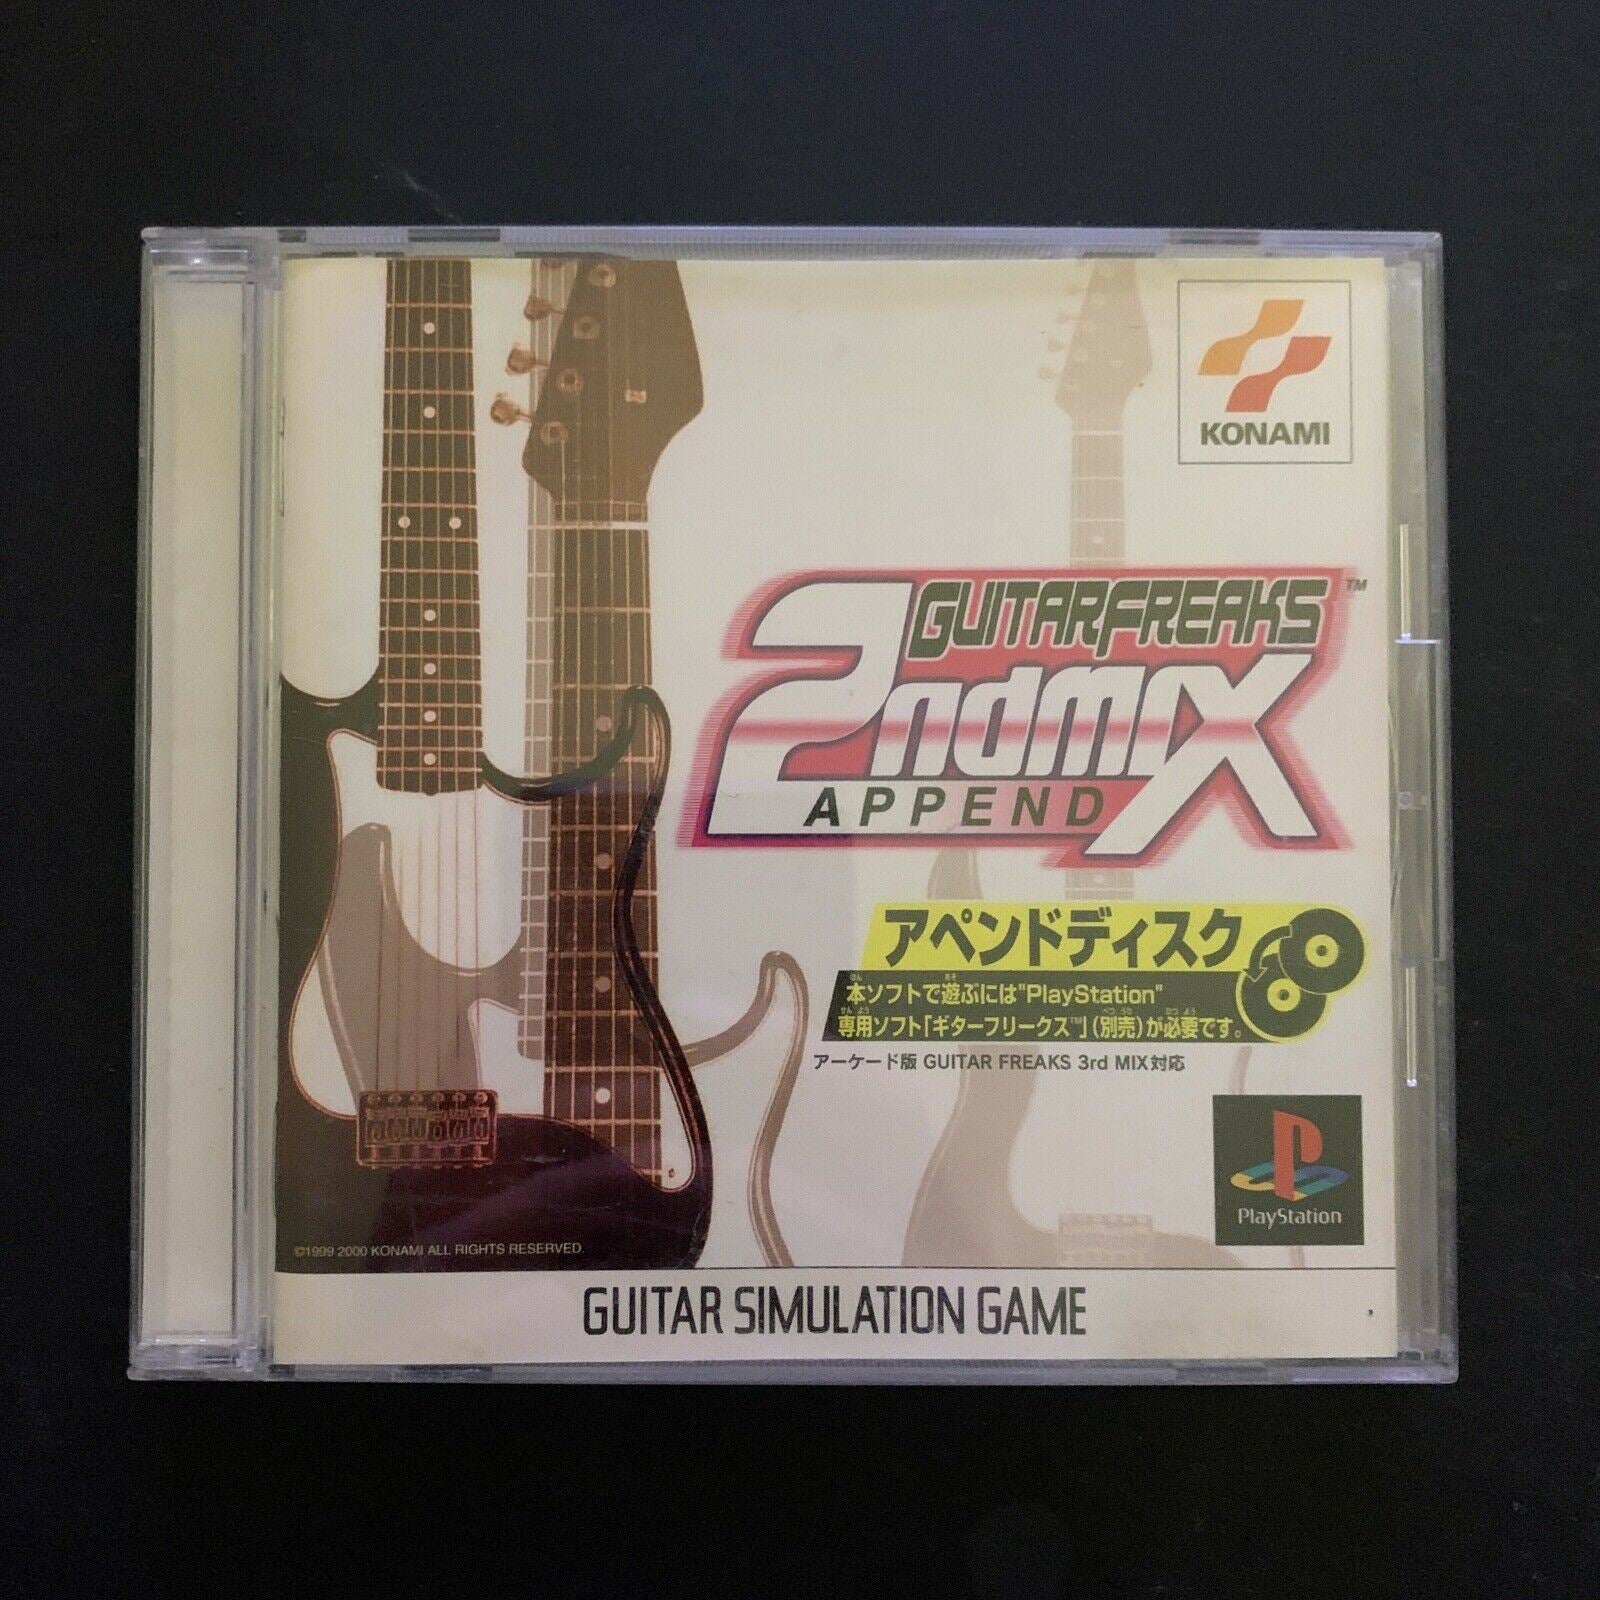 KONAMI
GUITARFREAKS™
2ndMIX
APPEND
アペンドディスク
本ソフトで遊ぶには"PlayStation"
専用ソフト「ギターフリークス™」(別売)が必要です。
アーケード版 GUITAR FREAKS 3rd MIX対応
PlayStation
©1999 2000 KONAMI ALL RIGHTS RESERVED.
GUITAR SIMULATION GAME